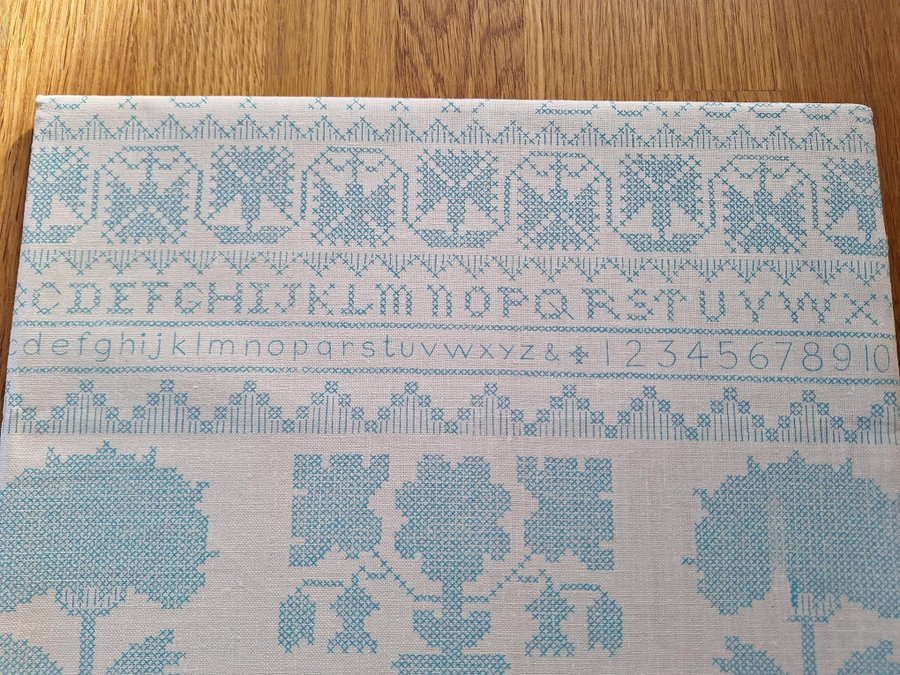 CDEFGHIJKLMNOPQRSTUVWX
defghijklmnopqrstuvwxyz & 12345678910